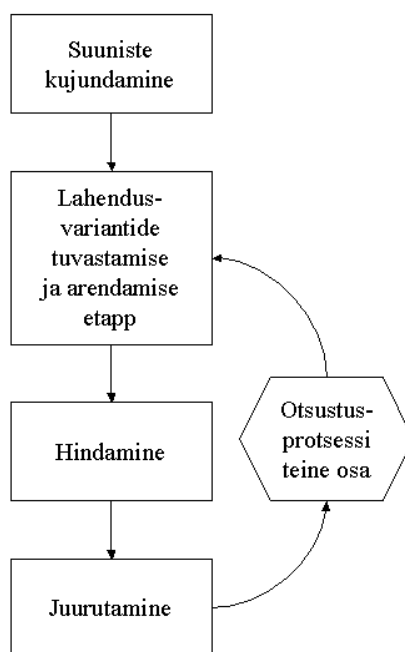 Suuniste
kujundamine
Lahendus-
variantide
tuvastamise
ja arendamise
etapp
Hindamine
Otsustus-
protsessi
teine osa
Juurutamine